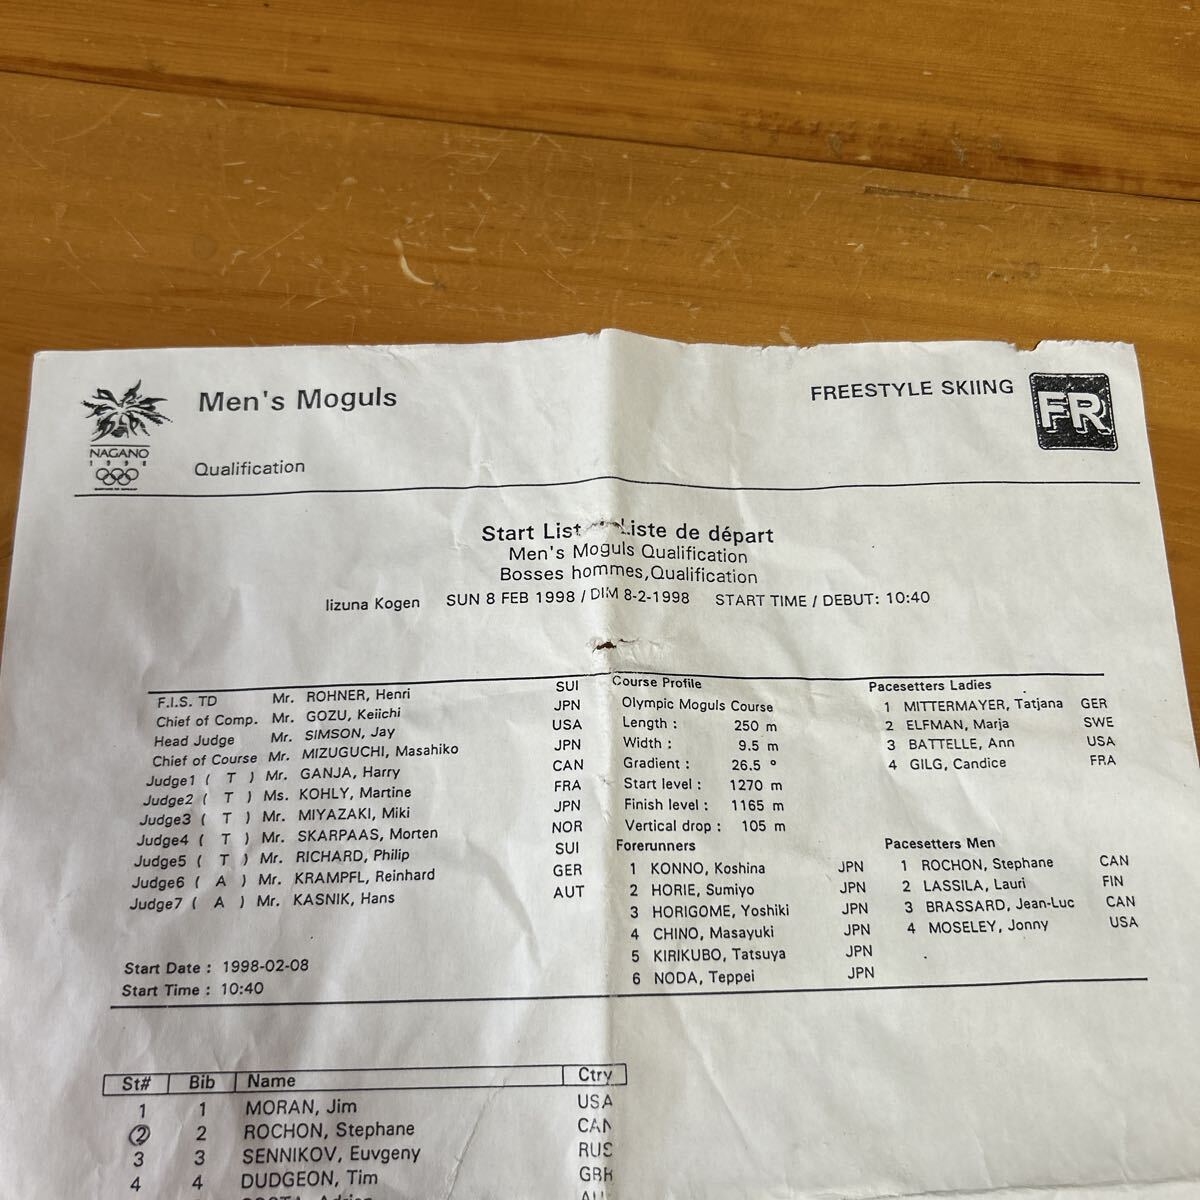 Men's Moguls
FREESTYLE SKIING
FR
NAGANO
1998
Qualification
Start List Liste de départ
Men's Moguls Qualification
Bosses hommes,Qualification
Iizuna Kogen SUN 8 FEB 1998 / DIM 8-2-1998 START TIME / DEBUT: 10:40
F.I.S. TD Mr. ROHNER, Henri SUI
Chief of Comp. Mr. GOZU, Keiichi JPN
Head Judge Mr. SIMSON, Jay USA
Chief of Course Mr. MIZUGUCHI, Masahiko JPN
Judge1 ( T ) Mr. GANJA, Harry CAN
Judge2 ( T ) Ms. KOHLY, Martine FRA
Judge3 ( T ) Mr. MIYAZAKI, Miki JPN
Judge4 ( T ) Mr. SKARPAAS, Morten NOR
Judge5 ( T ) Mr. RICHARD, Philip SUI
Judge6 ( A ) Mr. KRAMPFL, Reinhard GER
Judge7 ( A ) Mr. KASNIK, Hans AUT
Start Date : 1998-02-08
Start Time : 10:40
Course Profile
Olympic Moguls Course
Length : 250 m
Width : 9.5 m
Gradient : 26.5 °
Start level : 1270 m
Finish level : 1165 m
Vertical drop : 105 m
Forerunners
1 KONNO, Koshina JPN
2 HORIE, Sumiyo JPN
3 HORIGOME, Yoshiki JPN
4 CHINO, Masayuki JPN
5 KIRIKUBO, Tatsuya JPN
6 NODA, Teppei JPN
Pacesetters Ladies
1 MITTERMAYER, Tatjana GER
2 ELFMAN, Marja SWE
3 BATTELLE, Ann USA
4 GILG, Candice FRA
Pacesetters Men
1 ROCHON, Stephane CAN
2 LASSILA, Lauri FIN
3 BRASSARD, Jean-Luc CAN
4 MOSELEY, Jonny USA
St# Bib Name Ctry
1 1 MORAN, Jim USA
2 2 ROCHON, Stephane CAN
3 3 SENNIKOV, Euvgeny RUS
4 4 DUDGEON, Tim GBR